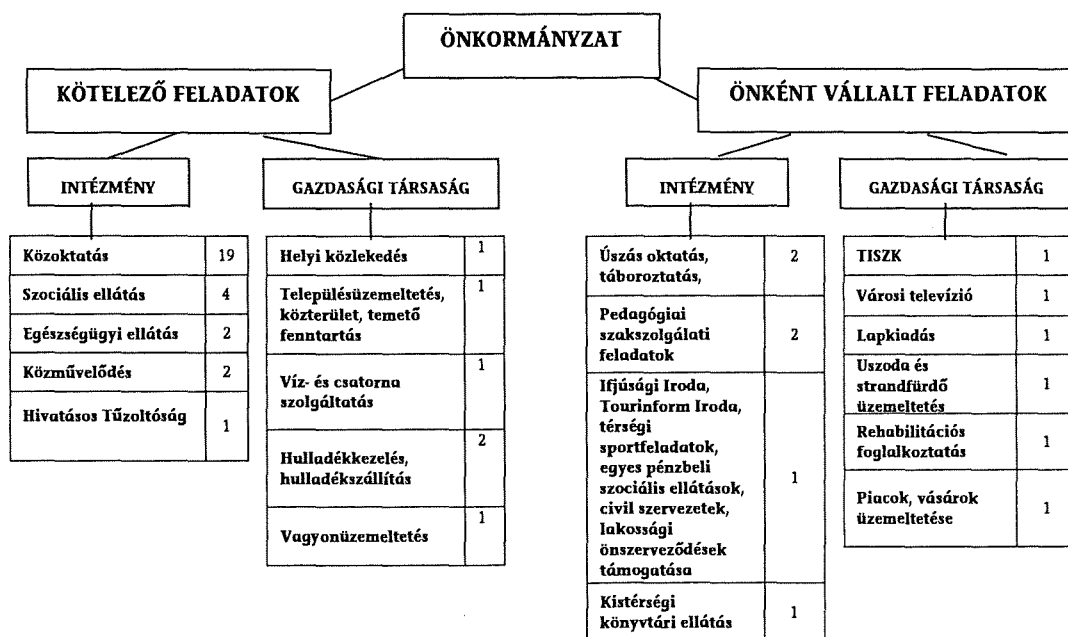 ÖNKORMÁNYZAT
KÖTELEZŐ FELADATOK
ÖNKÉNT VÁLLALT FELADATOK
INTÉZMÉNY
GAZDASÁGI TÁRSASÁG
INTÉZMÉNY
GAZDASÁGI TÁRSASÁG
Közoktatás 19
Szociális ellátás 4
Egészségügyi ellátás 2
Közművelődés 2
Hivatásos Tűzoltóság 1
Helyi közlekedés 1
Településüzemeltetés, 1
közterület, temető
fenntartás
Víz- és csatorna 1
szolgáltatás
Hulladékkezelés, 2
hulladékszállítás
Vagyonüzemeltetés 1
Úszás oktatás, 2
táboroztatás,
Pedagógiai
szakszolgálati 2
feladatok
Ifjúsági Iroda,
Tourinform Iroda,
térségi
sportfeladatok,
egyes pénzbeli
szociális ellátások, 1
civil szervezetek,
lakossági
önszerveződések
támogatása
Kistérségi 1
könyvtári ellátás
TISZK 1
Városi televízió 1
Lapkiadás 1
Uszoda és
strandfürdő 1
üzemeltetés
Rehabilitációs 1
foglalkoztatás
Piacok, vásárok 1
üzemeltetése